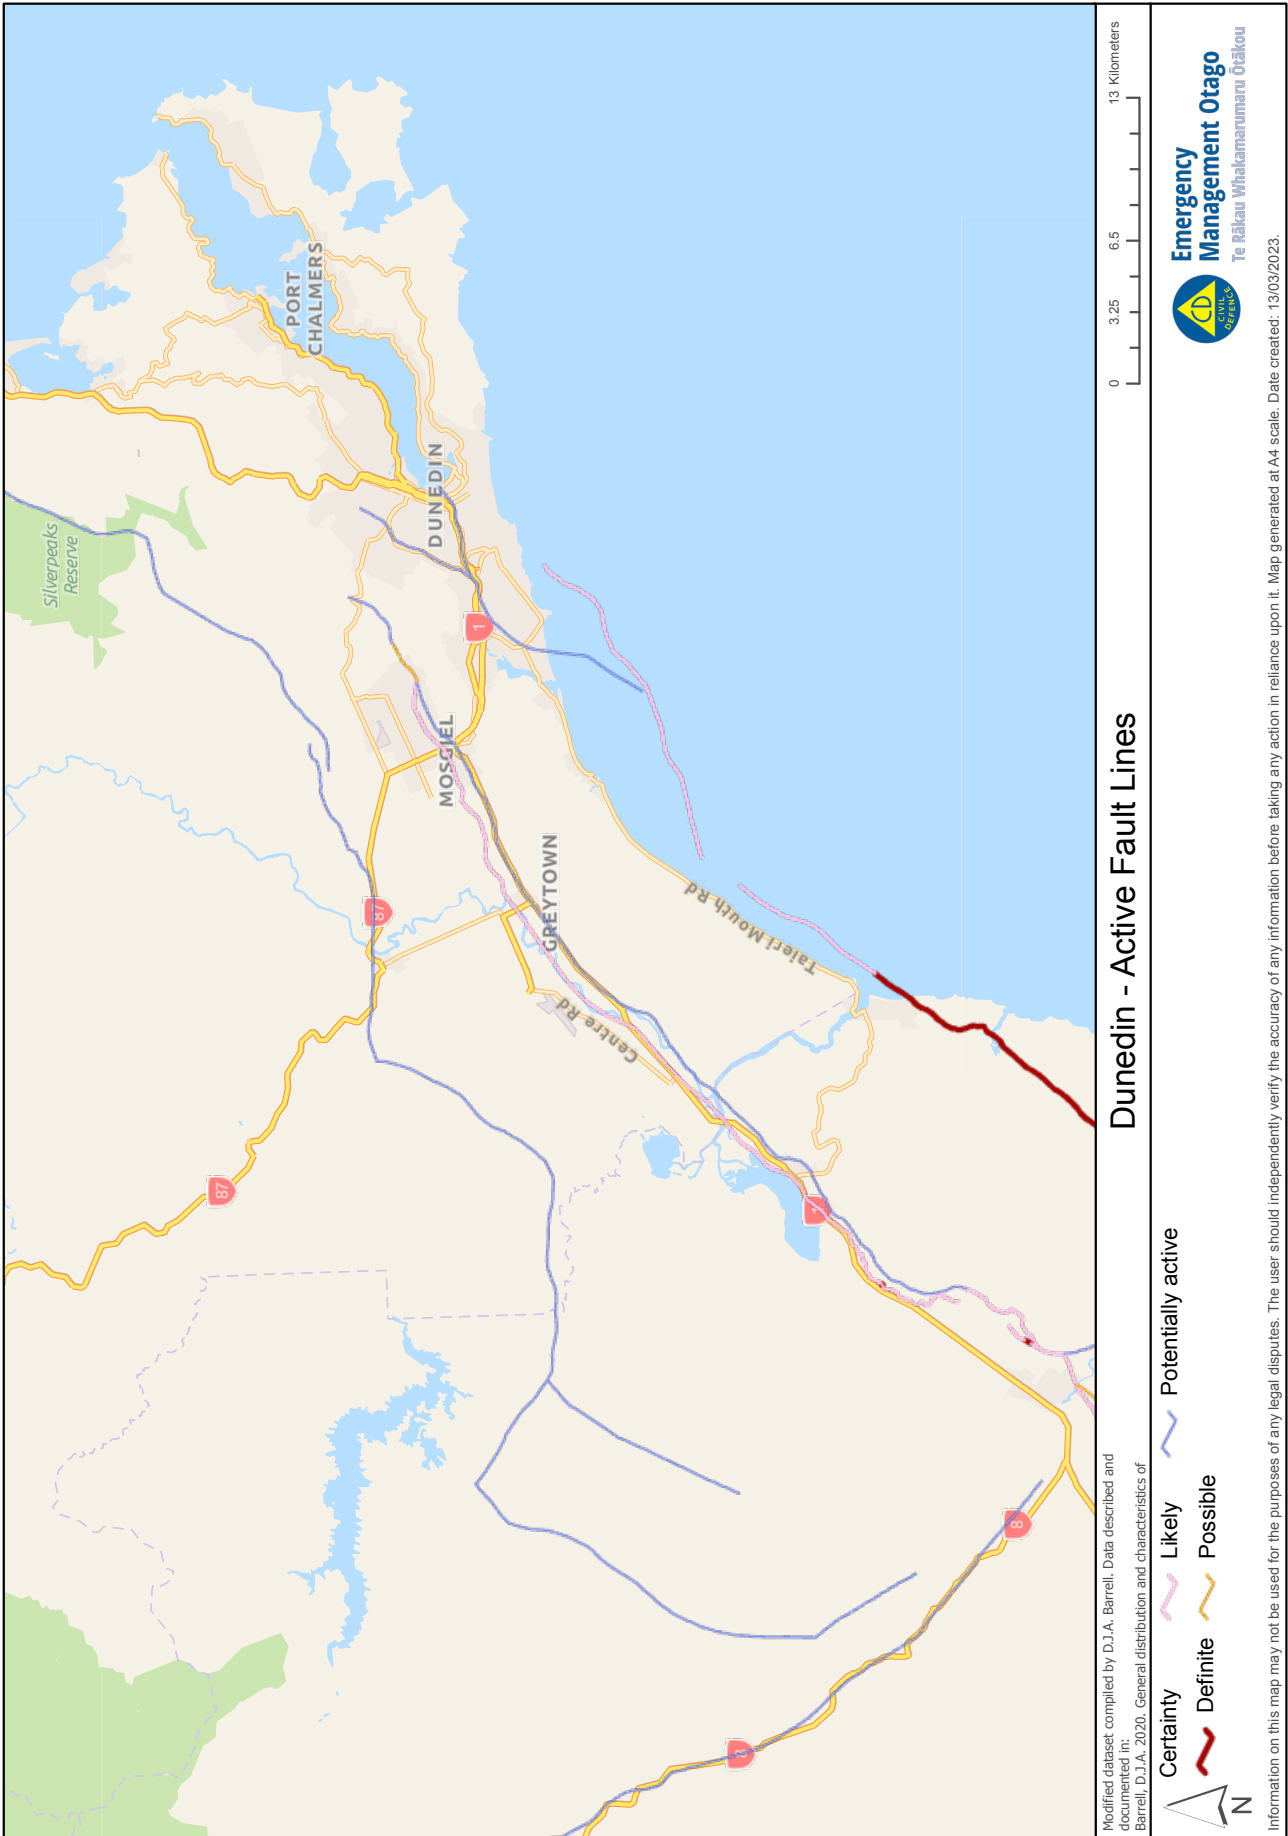 Silverpeaks
Reserve
PORT
CHALMERS
DUNEDIN
1
MOSGIEL
87
87
GREYTOWN
Centre Rd
Taieri Mouth Rd
1
8
8
Dunedin - Active Fault Lines
0 3.25 6.5 13 Kilometers
Modified dataset compiled by D.J.A. Barrell. Data described and
documented in:
Barrell, D.J.A. 2020. General distribution and characteristics of
N
Certainty
Definite
Likely
Possible
Potentially active
CD
CIVIL
DEFENCE
Emergency
Management Otago
Te Rākau Whakamarumaru Ōtākou
Information on this map may not be used for the purposes of any legal disputes. The user should independently verify the accuracy of any information before taking any action in reliance upon it. Map generated at A4 scale. Date created: 13/03/2023.